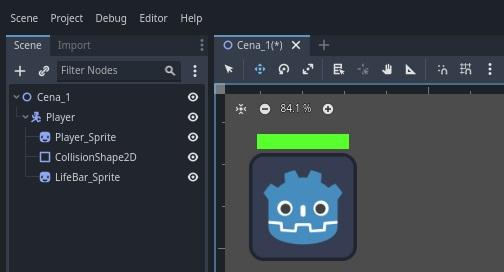 Scene Project Debug Editor Help
Scene Import
Cena_1(*)
Filter Nodes
Cena_1
Player
Player_Sprite
CollisionShape2D
LifeBar_Sprite
84.1 %